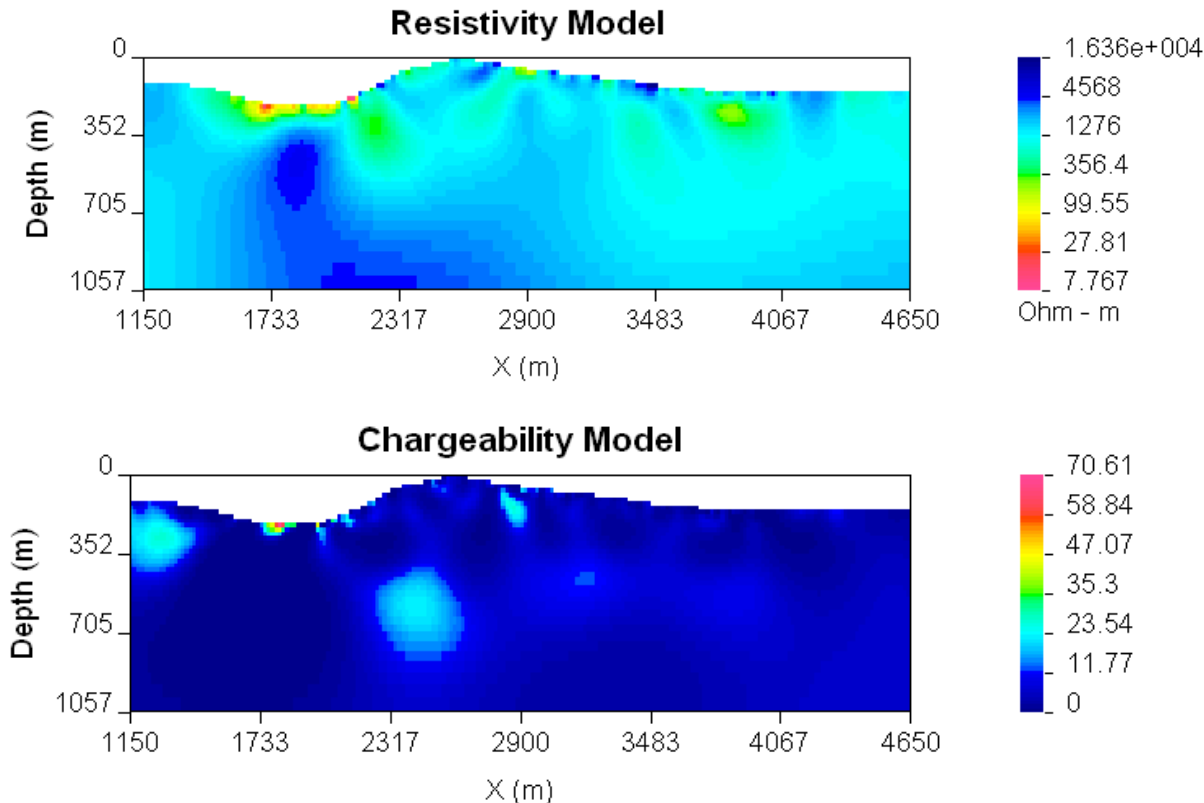 Resistivity Model
0
352
705
1057
Depth (m)
1150 1733 2317 2900 3483 4067 4650
X (m)
1.636e+004
4568
1276
356.4
99.55
27.81
7.767
Ohm - m
Chargeability Model
0
352
705
1057
Depth (m)
1150 1733 2317 2900 3483 4067 4650
X (m)
70.61
58.84
47.07
35.3
23.54
11.77
0